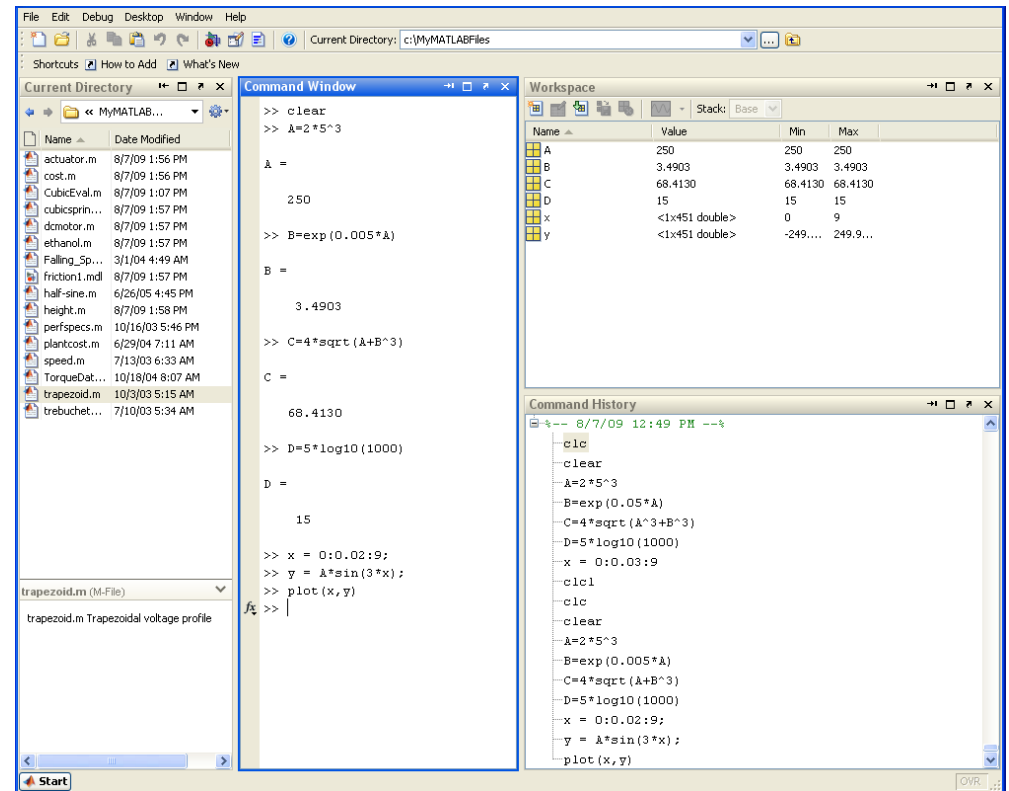 File Edit Debug Desktop Window Help
Current Directory: c:\MyMATLABFiles
Shortcuts How to Add What's New
Current Directory
« MyMATLAB...
Name Date Modified
actuator.m 8/7/09 1:56 PM
cost.m 8/7/09 1:56 PM
CubicEval.m 8/7/09 1:07 PM
cubicsprin... 8/7/09 1:57 PM
dcmotor.m 8/7/09 1:57 PM
ethanol.m 8/7/09 1:57 PM
Falling_Sp... 3/1/04 4:49 AM
friction1.mdl 8/7/09 1:57 PM
half-sine.m 6/26/05 4:45 PM
height.m 8/7/09 1:58 PM
perfspecs.m 10/16/03 5:46 PM
plantcost.m 6/29/04 7:11 AM
speed.m 7/13/03 6:33 AM
TorqueDat... 10/18/04 8:07 AM
trapezoid.m 10/3/03 5:15 AM
trebuchet... 7/10/03 5:34 AM
trapezoid.m (M-File)
trapezoid.m Trapezoidal voltage profile
Command Window
>> clear
>> A=2*5^3
A =
250
>> B=exp(0.005*A)
B =
3.4903
>> C=4*sqrt(A+B^3)
C =
68.4130
>> D=5*log10(1000)
D =
15
>> x = 0:0.02:9;
>> y = A*sin(3*x);
>> plot(x,y)
fx >>
Workspace
Stack: Base
Name Value Min Max
A 250 250 250
B 3.4903 3.4903 3.4903
C 68.4130 68.4130 68.4130
D 15 15 15
x <1x451 double> 0 9
y <1x451 double> -249.... 249.9...
Command History
%-- 8/7/09 12:49 PM --%
clc
clear
A=2*5^3
B=exp(0.05*A)
C=4*sqrt(A^3+B^3)
D=5*log10(1000)
x = 0:0.03:9
clcl
clc
clear
A=2*5^3
B=exp(0.005*A)
C=4*sqrt(A+B^3)
D=5*log10(1000)
x = 0:0.02:9;
y = A*sin(3*x);
plot(x,y)
Start
OVR